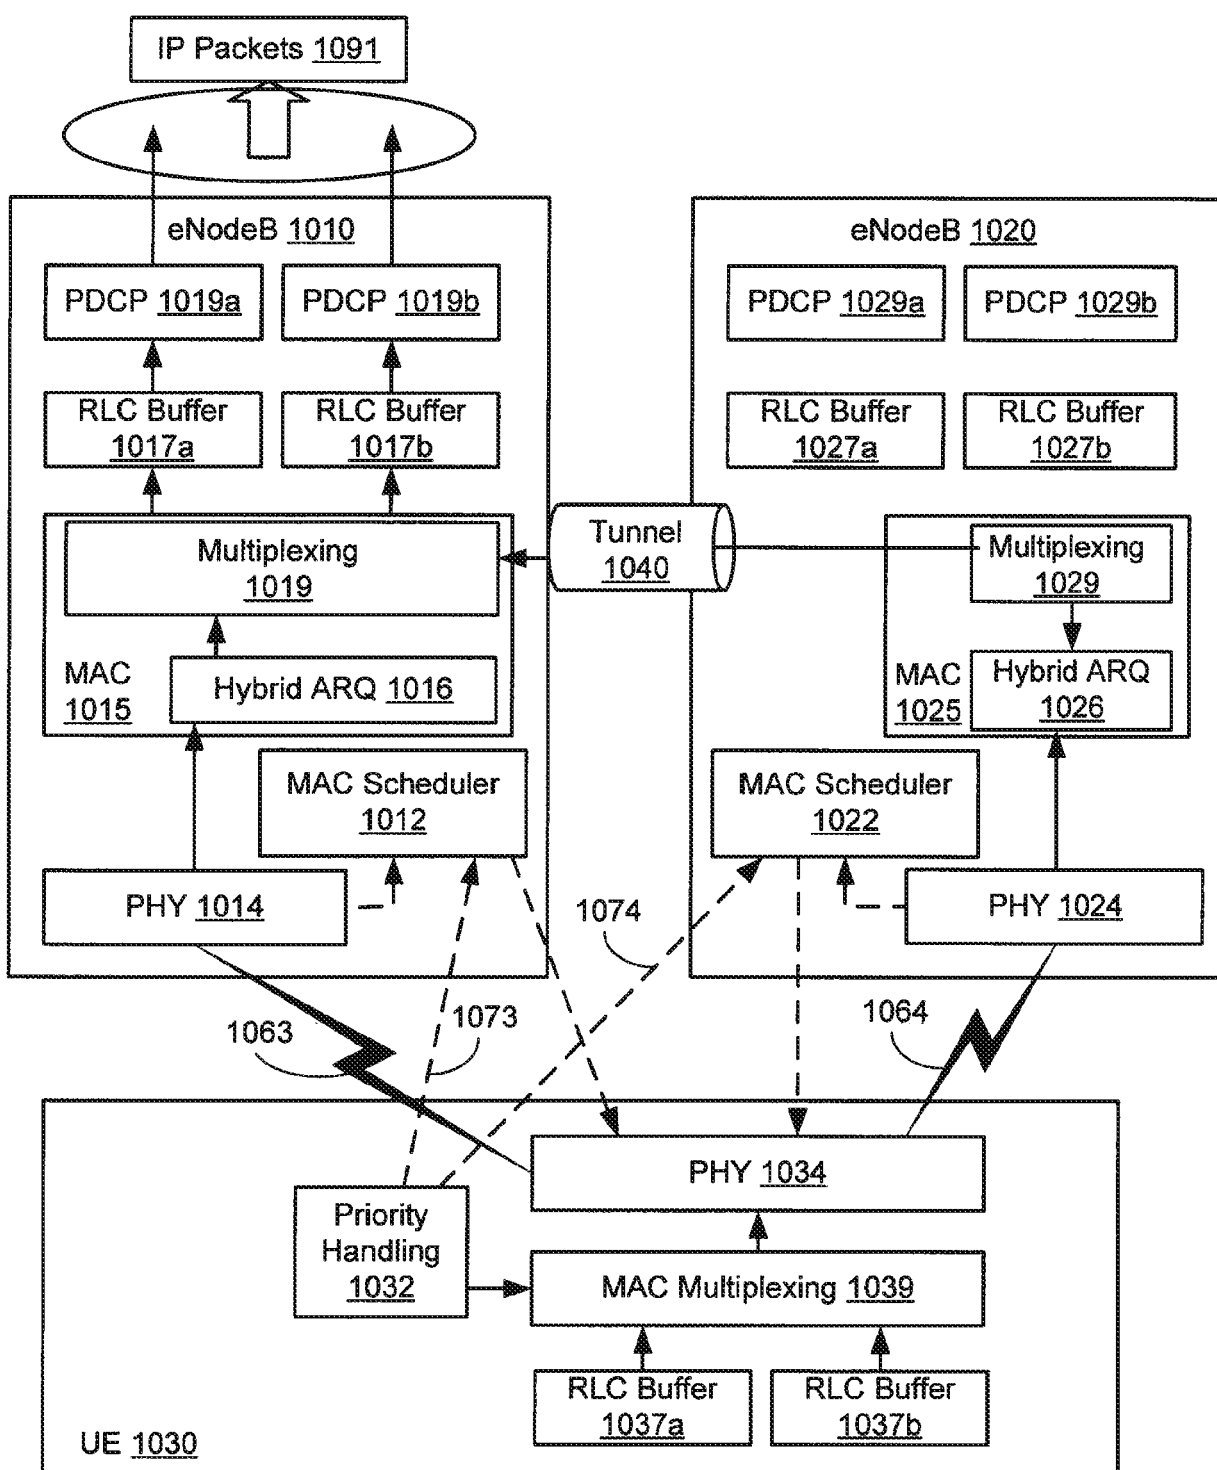 IP Packets 1091
eNodeB 1010
PDCP 1019a
PDCP 1019b
RLC Buffer
1017a
RLC Buffer
1017b
Multiplexing
1019
MAC
1015
Hybrid ARQ 1016
MAC Scheduler
1012
PHY 1014
Tunnel
1040
eNodeB 1020
PDCP 1029a
PDCP 1029b
RLC Buffer
1027a
RLC Buffer
1027b
Multiplexing
1029
MAC
1025
Hybrid ARQ
1026
MAC Scheduler
1022
PHY 1024
1074
1063
1073
1064
PHY 1034
Priority
Handling
1032
MAC Multiplexing 1039
RLC Buffer
1037a
RLC Buffer
1037b
UE 1030